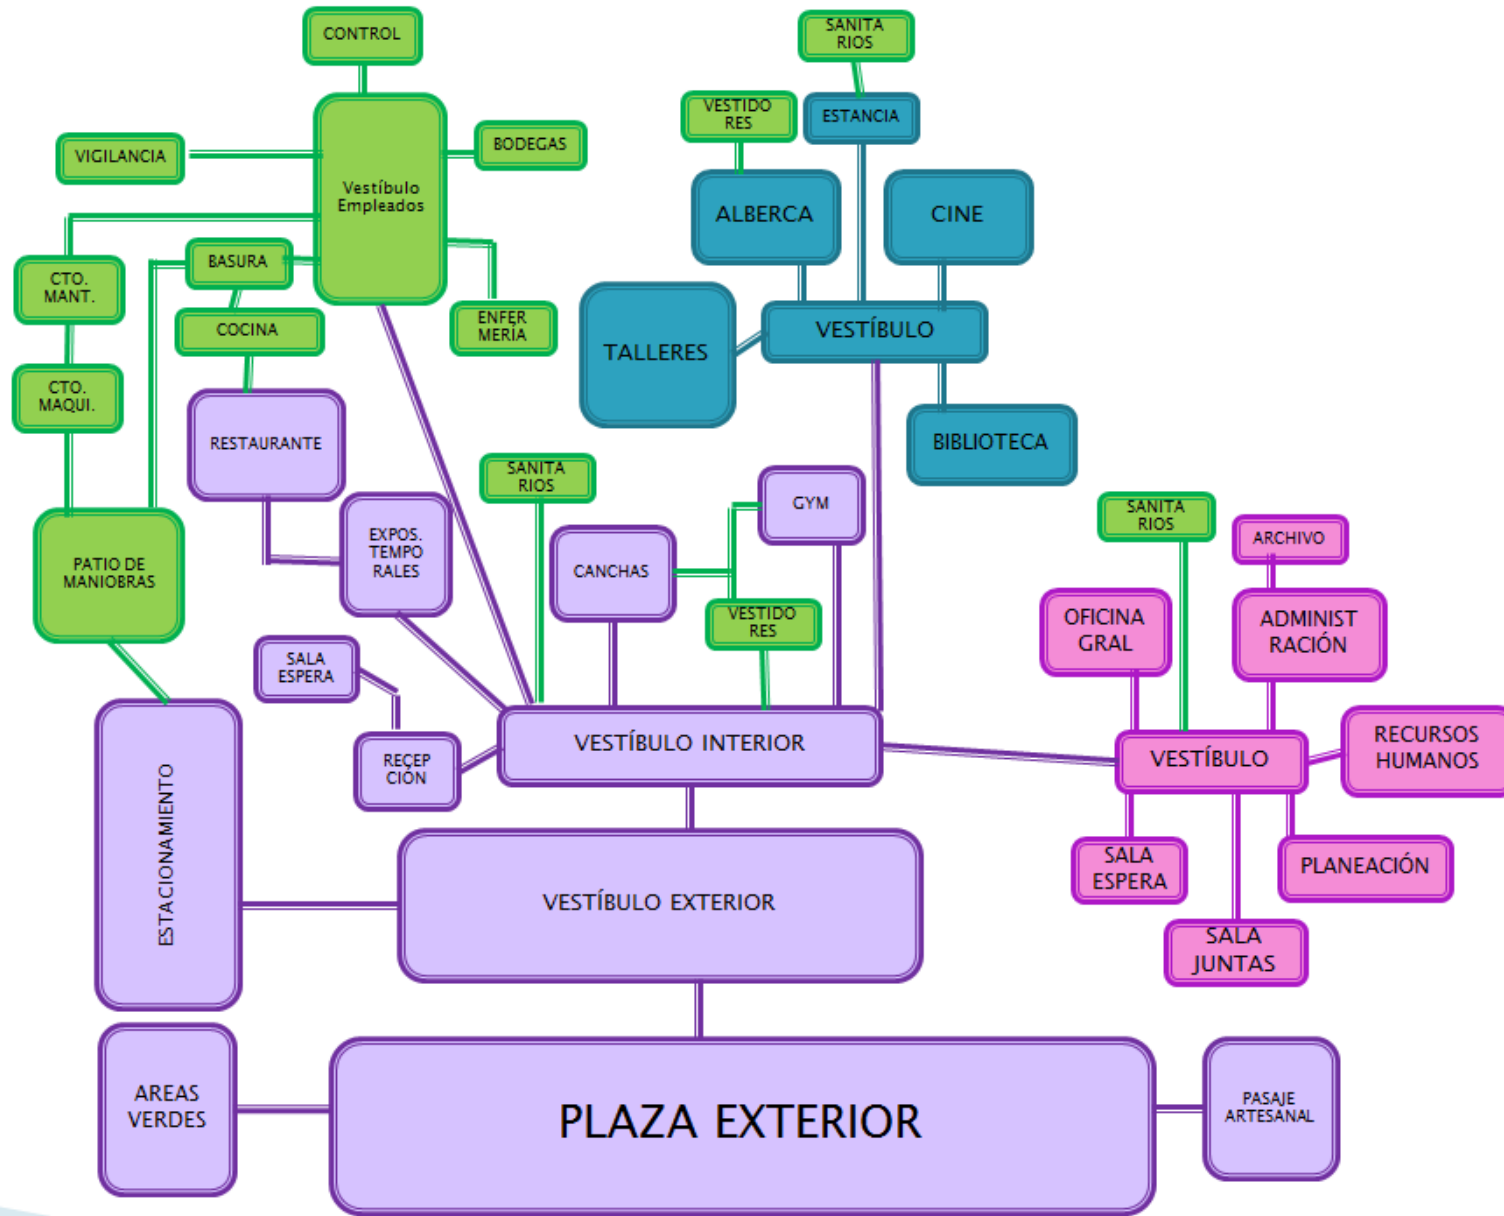 CONTROL
SANITA
RIOS
VESTIDO
RES
ESTANCIA
VIGILANCIA
BODEGAS
Vestíbulo
Empleados
ALBERCA
CINE
BASURA
CTO.
MANT.
COCINA
ENFER
MERÍA
VESTÍBULO
TALLERES
CTO.
MAQUI.
RESTAURANTE
BIBLIOTECA
SANITA
RIOS
GYM
EXPOS.
TEMPO
RALES
CANCHAS
SANITA
RIOS
ARCHIVO
PATIO DE
MANIOBRAS
VESTIDO
RES
OFICINA
GRAL
ADMINIST
RACIÓN
SALA
ESPERA
RECEP
CIÓN
VESTÍBULO INTERIOR
VESTÍBULO
RECURSOS
HUMANOS
ESTACIONAMIENTO
SALA
ESPERA
PLANEACIÓN
VESTÍBULO EXTERIOR
SALA
JUNTAS
AREAS
VERDES
PLAZA EXTERIOR
PASAJE
ARTESANAL